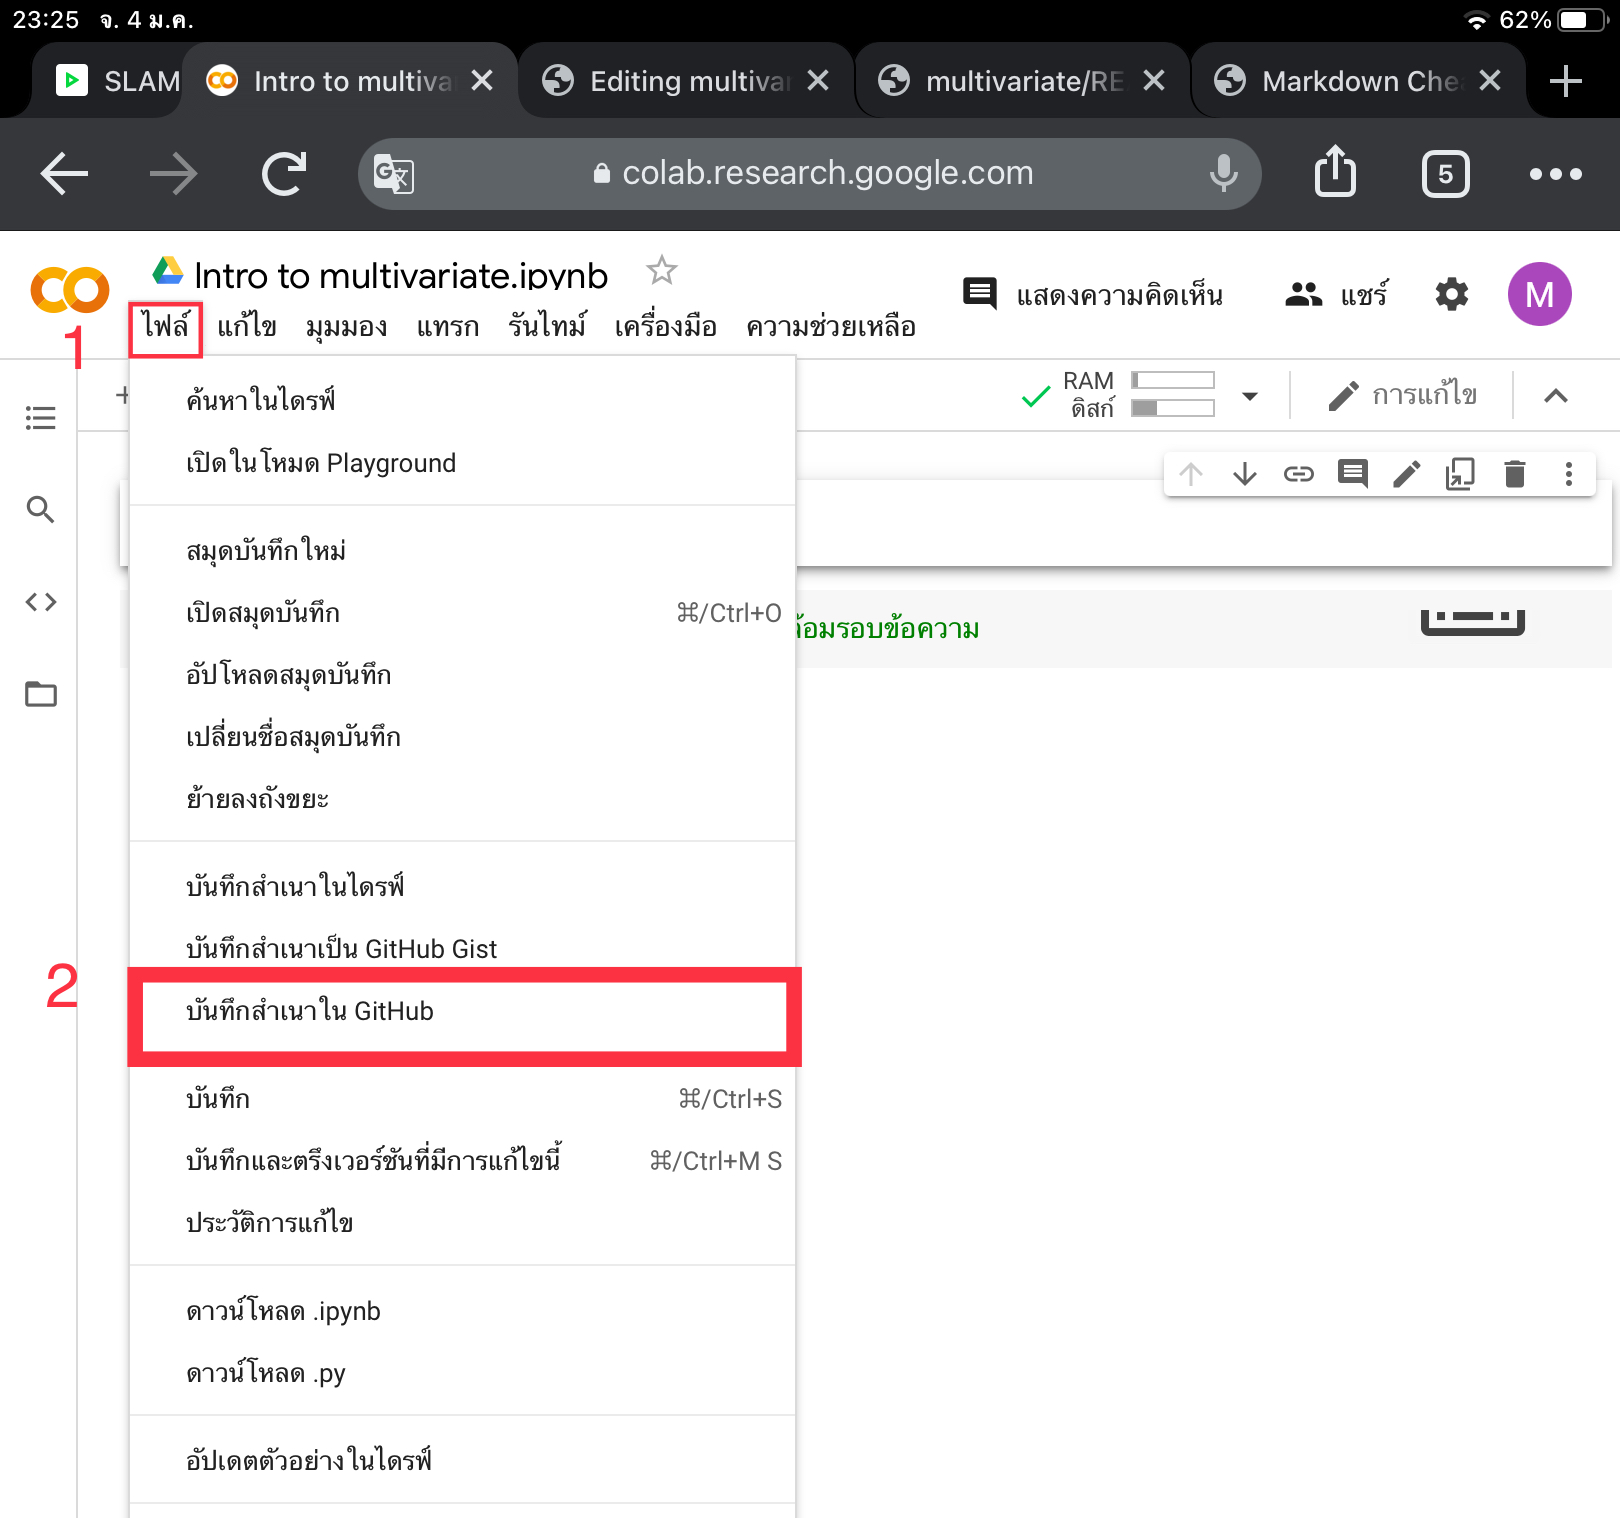 23:25 จ. 4 ม.ค. 62%
SLAM Intro to multiva Editing multiva multivariate/RE Markdown Che
colab.research.google.com 5
Intro to multivariate.ipynb
แสดงความคิดเห็น แชร์ M
1 ไฟล์ แก้ไข มุมมอง แทรก รันไทม์ เครื่องมือ ความช่วยเหลือ
RAM
ดิสก์
การแก้ไข
ค้นหาในไดรฟ์
เปิดในโหมด Playground
สมุดบันทึกใหม่
เปิดสมุดบันทึก ⌘/Ctrl+O
้อมรอบข้อความ
อัปโหลดสมุดบันทึก
เปลี่ยนชื่อสมุดบันทึก
ย้ายลงถังขยะ
บันทึกสำเนาในไดรฟ์
บันทึกสำเนาเป็น GitHub Gist
2 บันทึกสำเนาใน GitHub
บันทึก ⌘/Ctrl+S
บันทึกและตรึงเวอร์ชันที่มีการแก้ไขนี้ ⌘/Ctrl+M S
ประวัติการแก้ไข
ดาวน์โหลด .ipynb
ดาวน์โหลด .py
อัปเดตตัวอย่างในไดรฟ์